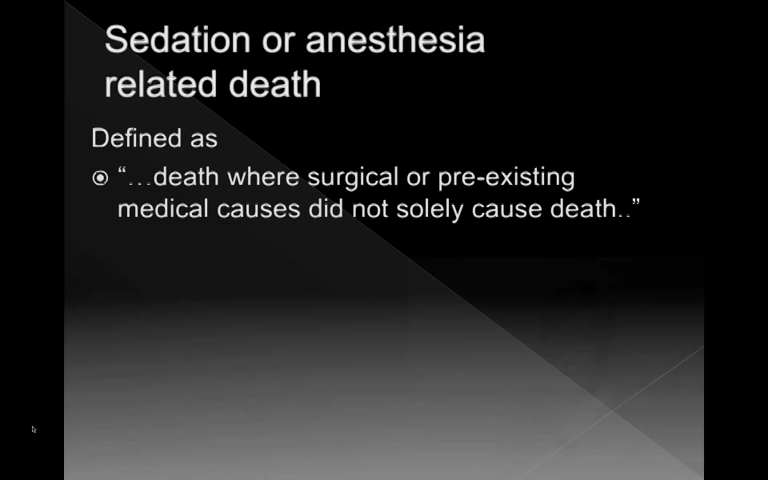 Sedation or anesthesia
related death
Defined as
“…death where surgical or pre-existing
medical causes did not solely cause death..”